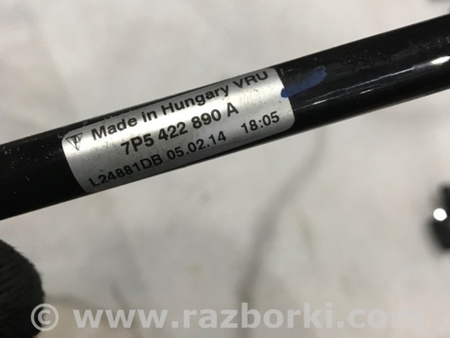 Made in Hungary VRU
7P5 422 890 A
L24881DB 05.02.14 18:05
© www.razborki.com